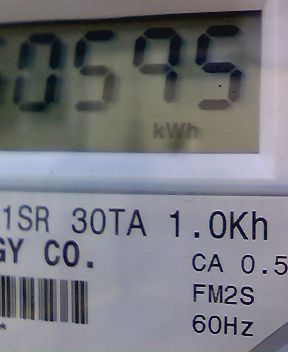 0595
kWh
1SR 30TA 1.0Kh
GY CO.
CA 0.5
FM2S
60Hz